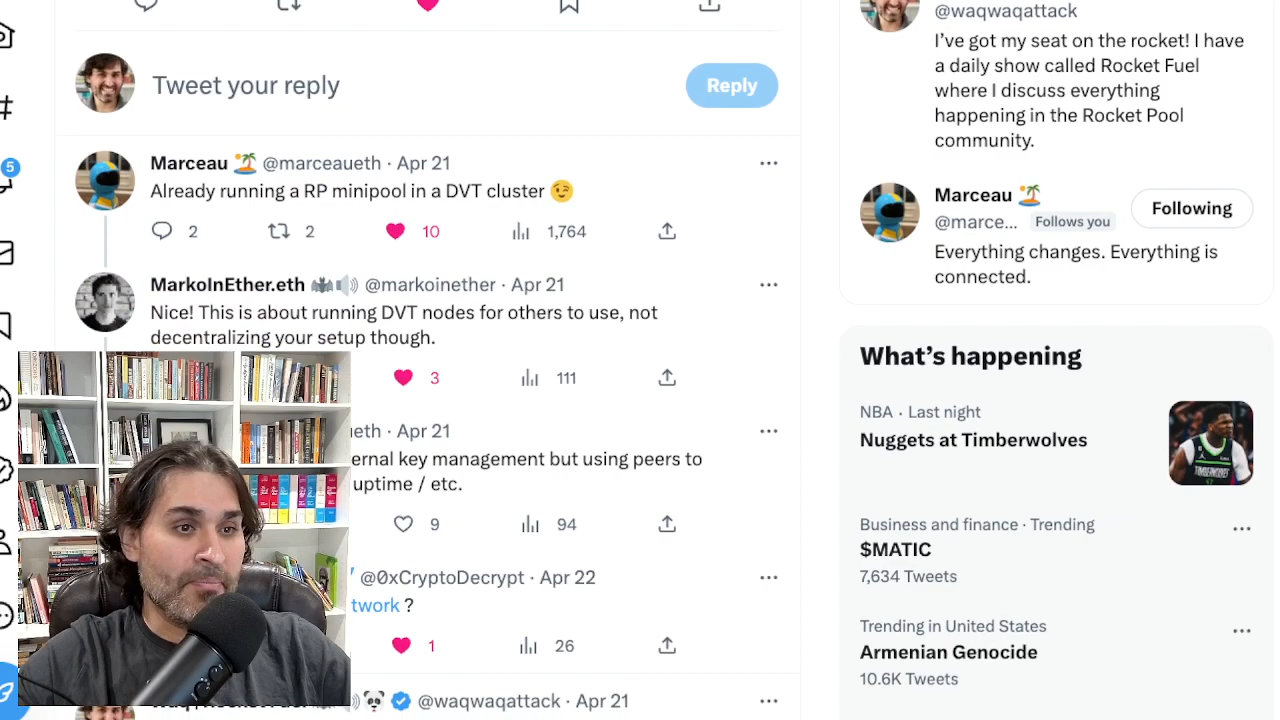 @waqwaqattack
I've got my seat on the rocket! I have
a daily show called Rocket Fuel
where I discuss everything
happening in the Rocket Pool
community.
Tweet your reply
Reply
Marceau 🏝️ @marceaueth · Apr 21
Already running a RP minipool in a DVT cluster 😉
2 2 10 1,764
MarkoInEther.eth 🦇🔊 @markoinether · Apr 21
Nice! This is about running DVT nodes for others to use, not
decentralizing your setup though.
3 111
eth · Apr 21
ernal key management but using peers to
uptime / etc.
9 94
@0xCryptoDecrypt · Apr 22
twork ?
1 26
@waqwaqattack · Apr 21
5
Marceau 🏝️
@marce... Follows you
Following
Everything changes. Everything is
connected.
What's happening
NBA · Last night
Nuggets at Timberwolves
Business and finance · Trending
$MATIC
7,634 Tweets
Trending in United States
Armenian Genocide
10.6K Tweets